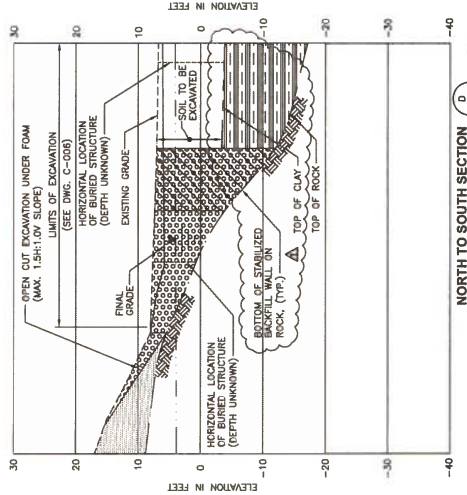 OPEN CUT EXCAVATION UNDER FOAM
(MAX. 1.5H:1.0V SLOPE)
LIMITS OF EXCAVATION
(SEE DWG. C-006)
HORIZONTAL LOCATION
OF BURIED STRUCTURE
(DEPTH UNKNOWN)
EXISTING GRADE
FINAL
GRADE
SOIL TO BE
EXCAVATED
30
20
10
0
-10
-20
-30
-40
ELEVATION IN FEET
30
20
10
0
-10
-20
-30
-40
ELEVATION IN FEET
HORIZONTAL LOCATION
OF BURIED STRUCTURE
(DEPTH UNKNOWN)
BOTTOM OF STABILIZED
BACKFILL WALL ON
ROCK, (TYP.)
TOP OF CLAY
TOP OF ROCK
NORTH TO SOUTH SECTION
D